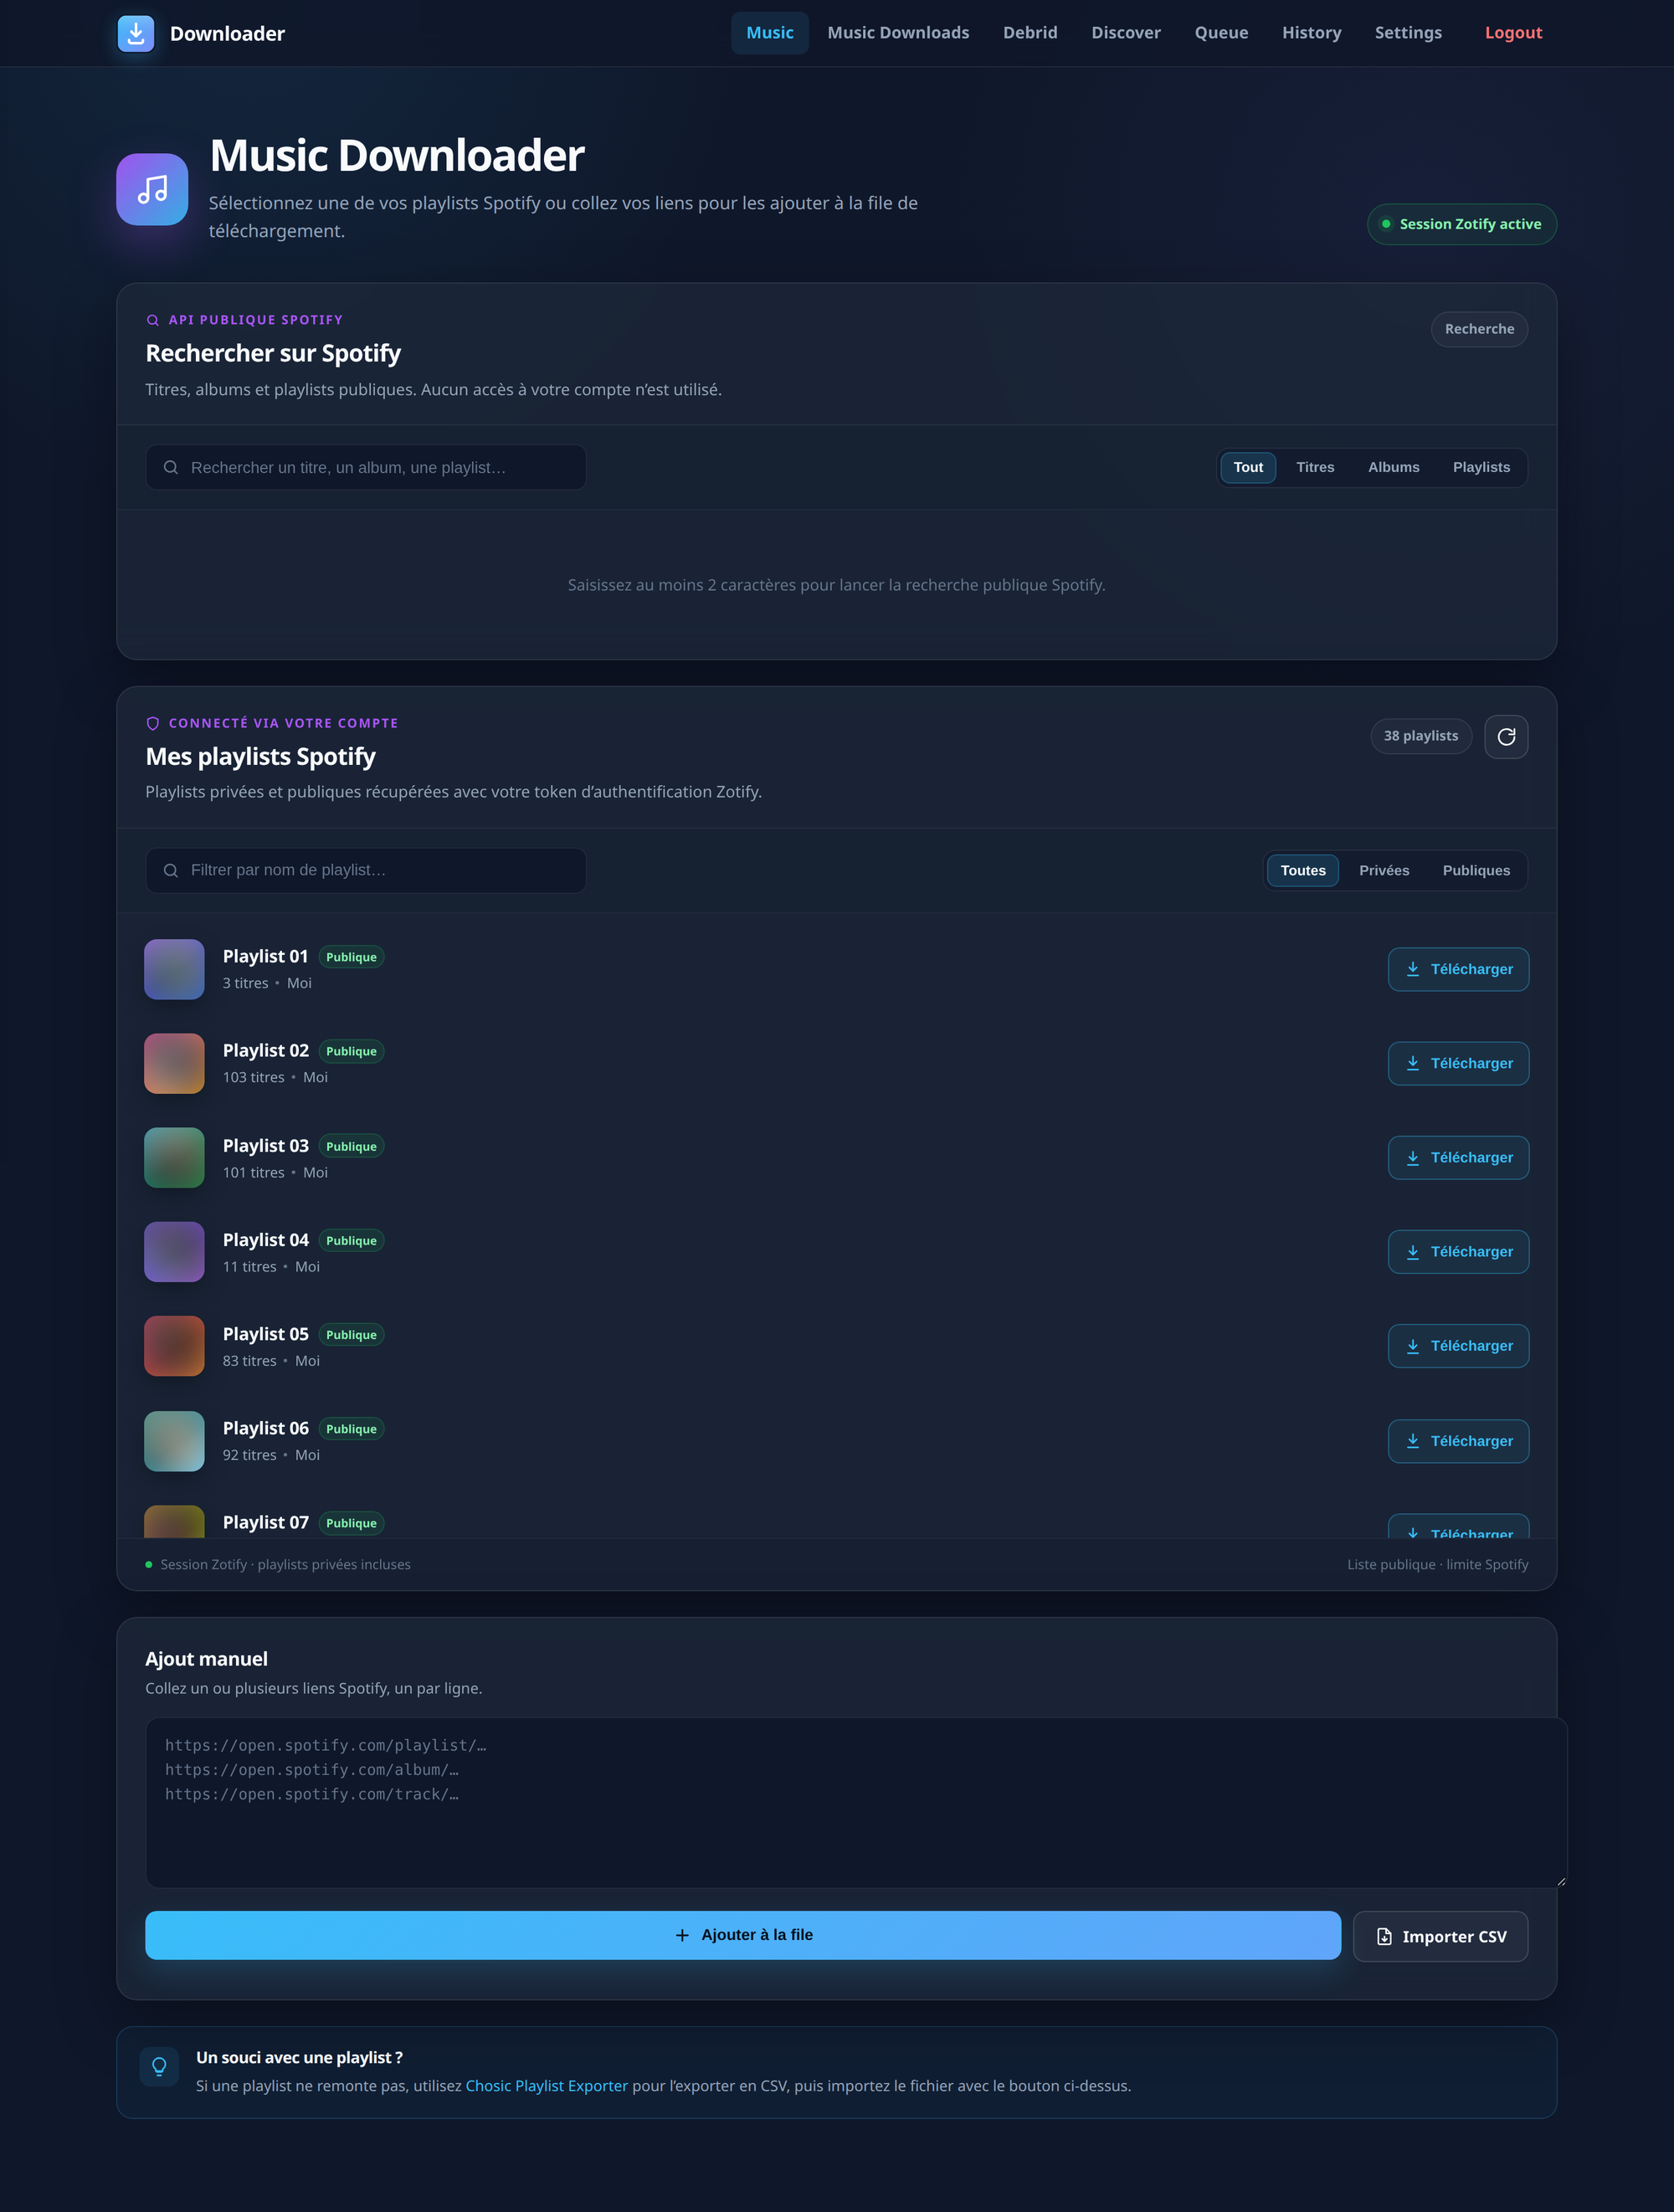 Downloader
Music
Music Downloads
Debrid
Discover
Queue
History
Settings
Logout
Music Downloader
Sélectionnez une de vos playlists Spotify ou collez vos liens pour les ajouter à la file de
téléchargement.
Session Zotify active
API PUBLIQUE SPOTIFY
Rechercher sur Spotify
Titres, albums et playlists publiques. Aucun accès à votre compte n’est utilisé.
Recherche
Rechercher un titre, un album, une playlist…
Tout
Titres
Albums
Playlists
Saisissez au moins 2 caractères pour lancer la recherche publique Spotify.
CONNECTÉ VIA VOTRE COMPTE
Mes playlists Spotify
Playlists privées et publiques récupérées avec votre token d’authentification Zotify.
38 playlists
Filtrer par nom de playlist…
Toutes
Privées
Publiques
Playlist 01 Publique
3 titres • Moi
Télécharger
Playlist 02 Publique
103 titres • Moi
Télécharger
Playlist 03 Publique
101 titres • Moi
Télécharger
Playlist 04 Publique
11 titres • Moi
Télécharger
Playlist 05 Publique
83 titres • Moi
Télécharger
Playlist 06 Publique
92 titres • Moi
Télécharger
Playlist 07 Publique
Télécharger
Session Zotify · playlists privées incluses
Liste publique · limite Spotify
Ajout manuel
Collez un ou plusieurs liens Spotify, un par ligne.
https://open.spotify.com/playlist/…
https://open.spotify.com/album/…
https://open.spotify.com/track/…
Ajouter à la file
Importer CSV
Un souci avec une playlist ?
Si une playlist ne remonte pas, utilisez Chosic Playlist Exporter pour l’exporter en CSV, puis importez le fichier avec le bouton ci-dessus.